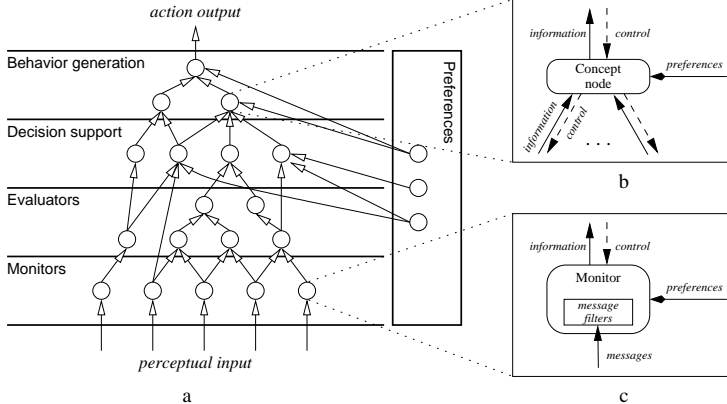 action output
Behavior generation
Decision support
Evaluators
Monitors
perceptual input
a
Preferences
information
control
Concept
node
preferences
information
control
. . .
b
information
control
Monitor
message
filters
preferences
messages
c